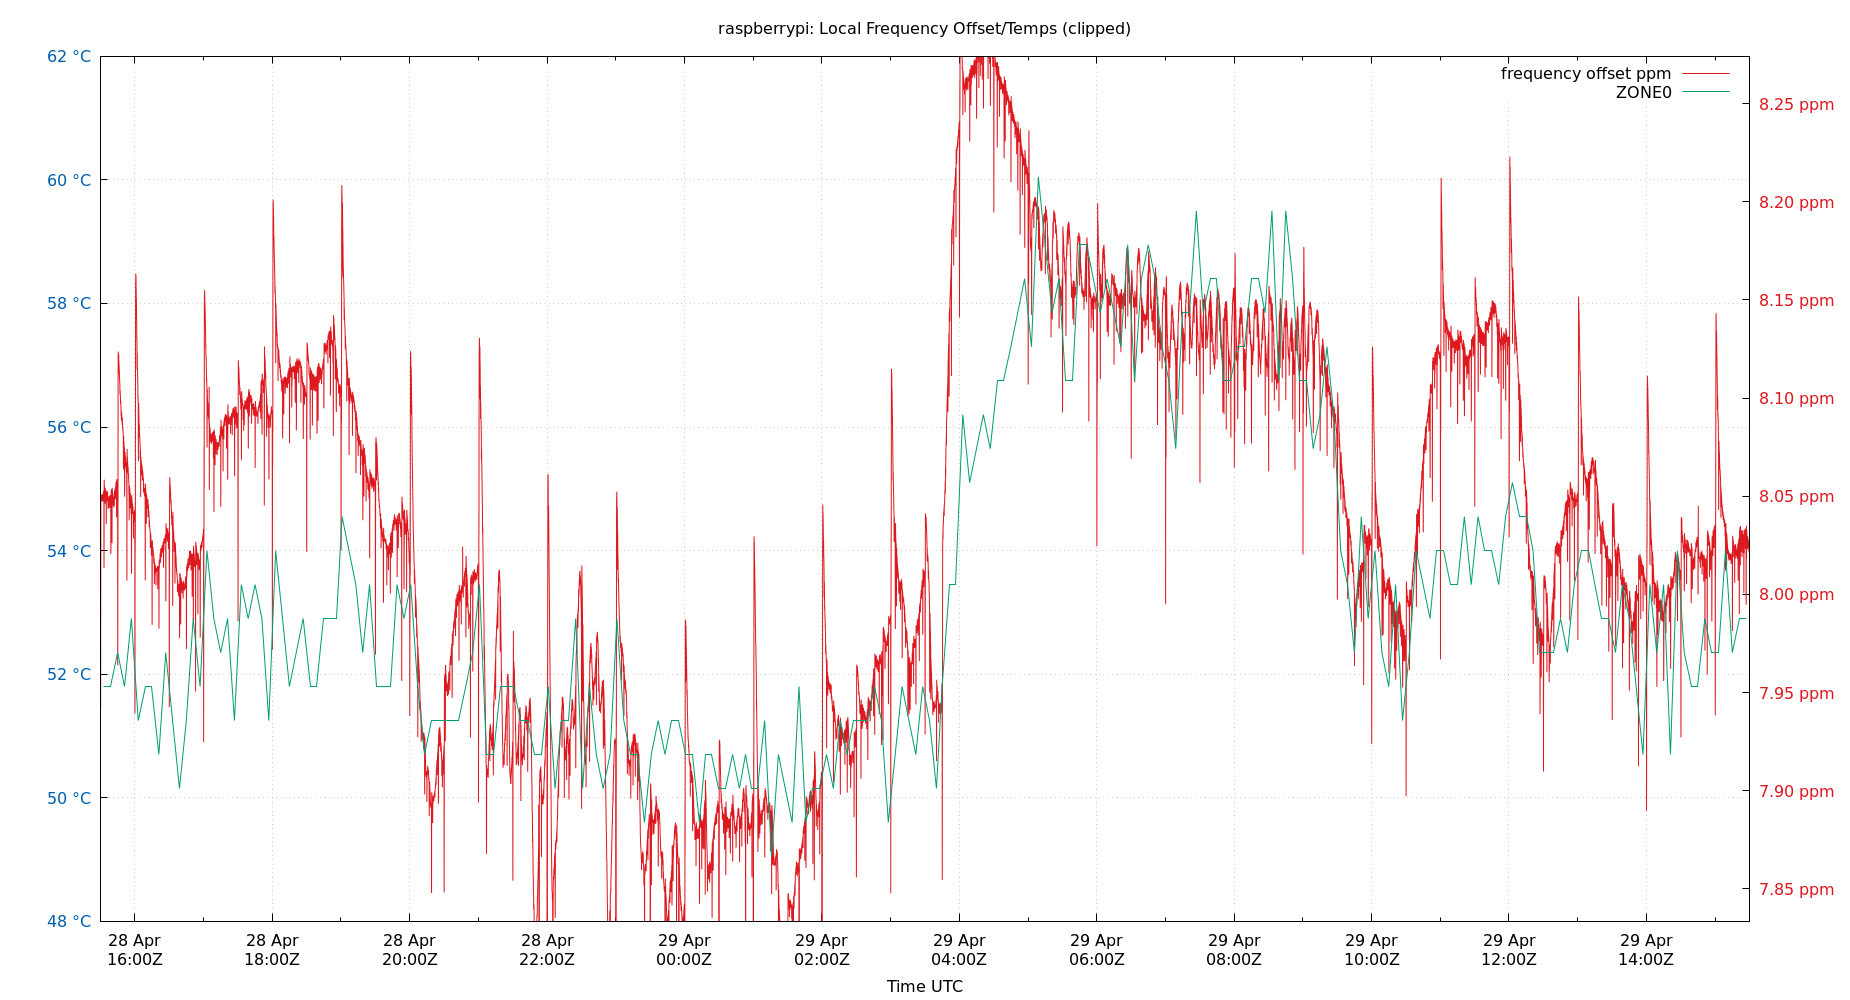 raspberrypi: Local Frequency Offset/Temps (clipped)
frequency offset ppm
ZONE0
62 °C
60 °C
58 °C
56 °C
54 °C
52 °C
50 °C
48 °C
8.25 ppm
8.20 ppm
8.15 ppm
8.10 ppm
8.05 ppm
8.00 ppm
7.95 ppm
7.90 ppm
7.85 ppm
28 Apr 28 Apr 28 Apr 28 Apr 29 Apr 29 Apr 29 Apr 29 Apr 29 Apr 29 Apr 29 Apr 29 Apr
16:00Z 18:00Z 20:00Z 22:00Z 00:00Z 02:00Z 04:00Z 06:00Z 08:00Z 10:00Z 12:00Z 14:00Z
Time UTC